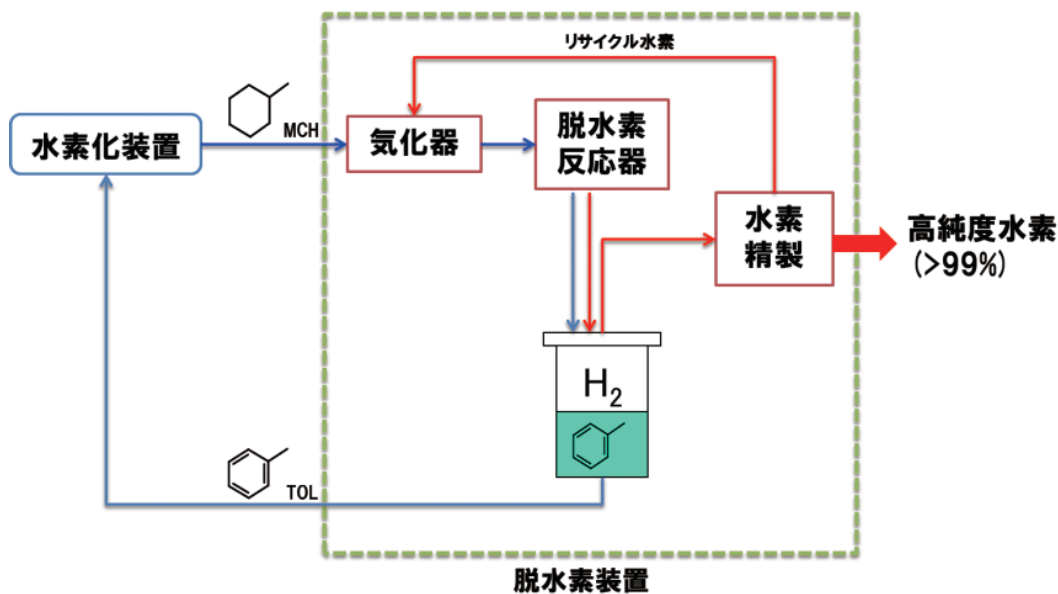 リサイクル水素
MCH
水素化装置
気化器
脱水素
反応器
水素
精製
高純度水素
(>99%)
H₂
TOL
脱水素装置